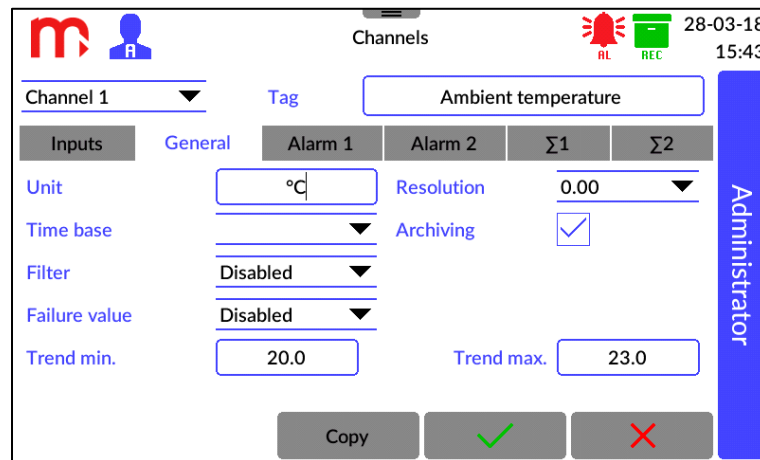 Channels
A
AL
REC
28-03-18
15:43
Channel 1
Tag
Ambient temperature
Inputs
General
Alarm 1
Alarm 2
Σ1
Σ2
Unit
°C
Resolution
0.00
Time base
Archiving
Filter
Disabled
Failure value
Disabled
Trend min.
20.0
Trend max.
23.0
Copy
Administrator